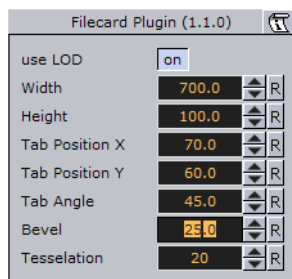 Filecard Plugin (1.1.0)
use LOD on
Width 700.0 R
Height 100.0 R
Tab Position X 70.0 R
Tab Position Y 60.0 R
Tab Angle 45.0 R
Bevel 25.0 R
Tesselation 20 R